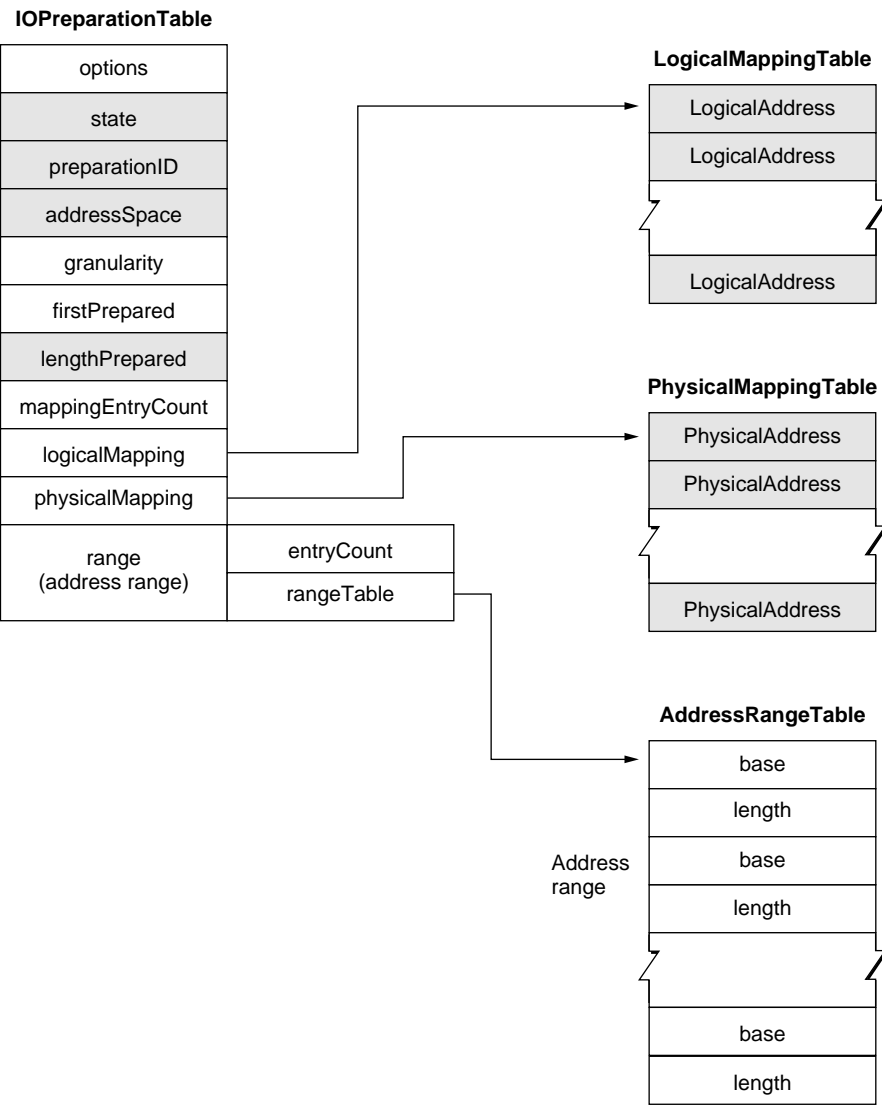 IOPreparationTable
options
state
preparationID
addressSpace
granularity
firstPrepared
lengthPrepared
mappingEntryCount
logicalMapping
physicalMapping
range
(address range)
entryCount
rangeTable
LogicalMappingTable
LogicalAddress
LogicalAddress
LogicalAddress
PhysicalMappingTable
PhysicalAddress
PhysicalAddress
PhysicalAddress
AddressRangeTable
base
length
Address
range
base
length
base
length